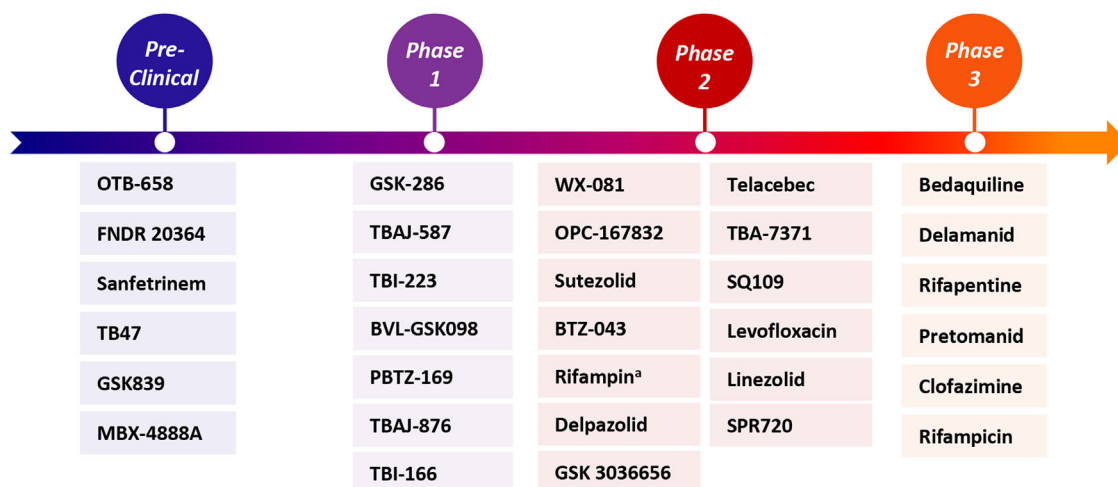 Pre-
Clinical
Phase
1
Phase
2
Phase
3
OTB-658
FNDR 20364
Sanfetrinem
TB47
GSK839
MBX-4888A
GSK-286
TBAJ-587
TBI-223
BVL-GSK098
PBTZ-169
TBAJ-876
TBI-166
WX-081
OPC-167832
Sutezolid
BTZ-043
Rifampinᵃ
Delpazolid
GSK 3036656
Telacebec
TBA-7371
SQ109
Levofloxacin
Linezolid
SPR720
Bedaquiline
Delamanid
Rifapentine
Pretomanid
Clofazimine
Rifampicin